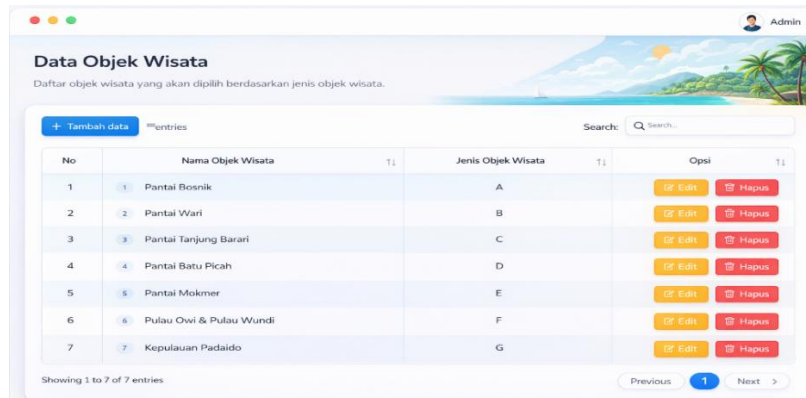 Admin
Data Objek Wisata
Daftar objek wisata yang akan dipilih berdasarkan jenis objek wisata.
+ Tambah data entries Search: Search...
No Nama Objek Wisata Jenis Objek Wisata Opsi
1 1 Pantai Bosnik A Edit Hapus
2 2 Pantai Wari B Edit Hapus
3 3 Pantai Tanjung Barari C Edit Hapus
4 4 Pantai Batu Picah D Edit Hapus
5 5 Pantai Mokmer E Edit Hapus
6 6 Pulau Owi & Pulau Wundi F Edit Hapus
7 7 Kepulauan Padaido G Edit Hapus
Showing 1 to 7 of 7 entries Previous 1 Next >